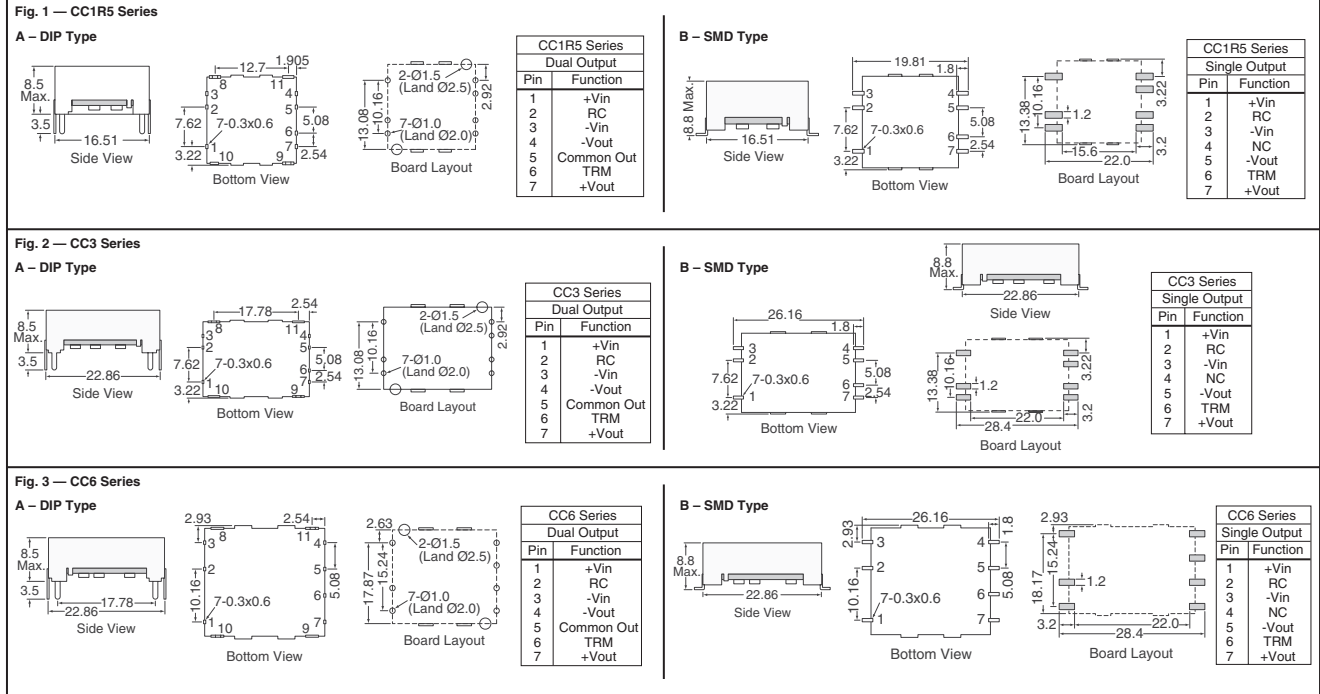 Fig. 1 — CC1R5 Series
A – DIP Type
8.5
Max.
3.5
16.51
Side View
12.7
1.905
8
11
3
2
4
5
7.62
7-0.3x0.6
5.08
6
1
7
3.22
10
9
2.54
Bottom View
2-Ø1.5
(Land Ø2.5)
2.92
13.08
10.16
7-Ø1.0
(Land Ø2.0)
Board Layout
CC1R5 Series
Dual Output
Pin Function
1 +Vin
2 RC
3 -Vin
4 -Vout
5 Common Out
6 TRM
7 +Vout
B – SMD Type
8.8 Max.
16.51
Side View
19.81
1.8
3
4
2
5
7.62
7-0.3x0.6
5.08
6
1
7
2.54
3.22
Bottom View
13.38
10.16
1.2
3.22
15.6
22.0
3.2
Board Layout
CC1R5 Series
Single Output
Pin Function
1 +Vin
2 RC
3 -Vin
4 NC
5 -Vout
6 TRM
7 +Vout
Fig. 2 — CC3 Series
A – DIP Type
8.5
Max.
3.5
22.86
Side View
17.78
2.54
8
11
3
4
2
5
7.62
7-0.3x0.6
5.08
6
1
7
2.54
3.22
10
9
Bottom View
2-Ø1.5
(Land Ø2.5)
2.92
13.08
10.16
7-Ø1.0
(Land Ø2.0)
Board Layout
CC3 Series
Dual Output
Pin Function
1 +Vin
2 RC
3 -Vin
4 -Vout
5 Common Out
6 TRM
7 +Vout
B – SMD Type
26.16
1.8
3
4
2
5
7.62
7-0.3x0.6
5.08
6
1
7
2.54
3.22
Bottom View
8.8
Max.
22.86
Side View
13.38
10.16
1.2
3.22
22.0
28.4
3.2
Board Layout
CC3 Series
Single Output
Pin Function
1 +Vin
2 RC
3 -Vin
4 NC
5 -Vout
6 TRM
7 +Vout
Fig. 3 — CC6 Series
A – DIP Type
8.5
Max.
3.5
17.78
22.86
Side View
2.93
2.54
8
11
3
4
2
5
10.16
5.08
7-0.3x0.6
6
1
7
10
9
Bottom View
2.63
2-Ø1.5
(Land Ø2.5)
17.87
15.24
7-Ø1.0
(Land Ø2.0)
Board Layout
CC6 Series
Dual Output
Pin Function
1 +Vin
2 RC
3 -Vin
4 -Vout
5 Common Out
6 TRM
7 +Vout
B – SMD Type
8.8
Max.
22.86
Side View
26.16
2.93
1.8
3
4
2
5
10.16
5.08
7-0.3x0.6
6
1
7
Bottom View
2.93
18.17
15.24
1.2
3.2
22.0
28.4
Board Layout
CC6 Series
Single Output
Pin Function
1 +Vin
2 RC
3 -Vin
4 NC
5 -Vout
6 TRM
7 +Vout